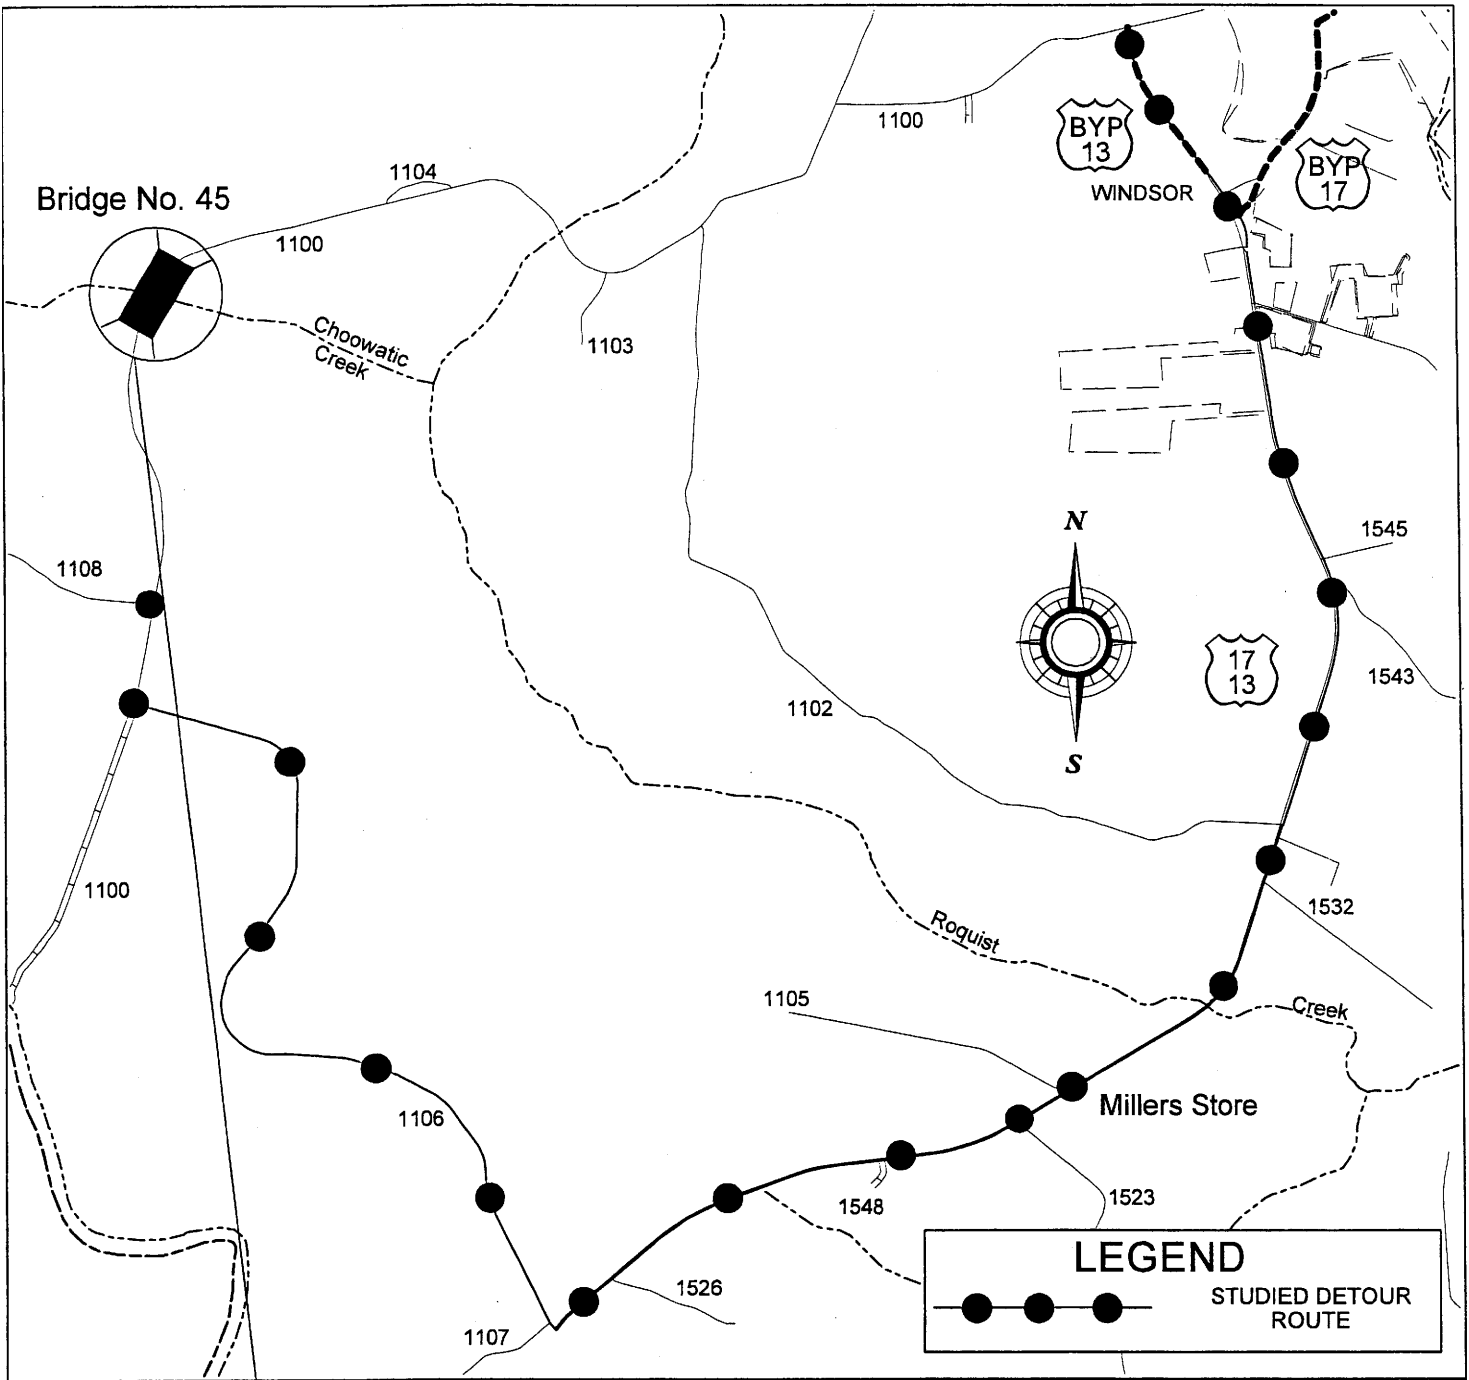 1100
BYP
13
WINDSOR
BYP
17
Bridge No. 45
1104
1100
Choowatic
Creek
1103
N
1545
1108
17
13
1543
1102
S
1100
1532
Roquist
1105
Creek
1106
Millers Store
1548
1523
LEGEND
STUDIED DETOUR
ROUTE
1526
1107